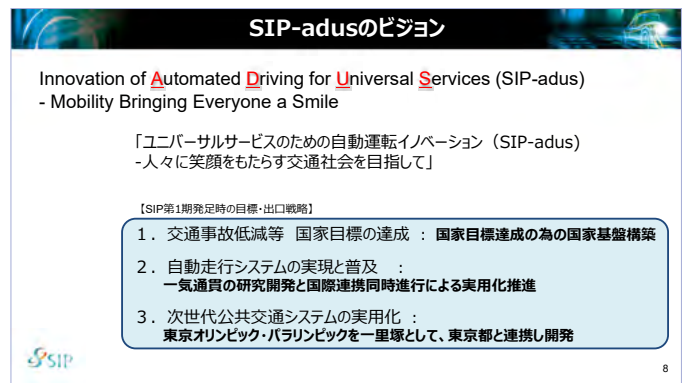 SIP-adusのビジョン
Innovation of Automated Driving for Universal Services (SIP-adus)
- Mobility Bringing Everyone a Smile
「ユニバーサルサービスのための自動運転イノベーション（SIP-adus)
-人々に笑顔をもたらす交通社会を目指して」
【SIP第1期発足時の目標・出口戦略】
１．交通事故低減等 国家目標の達成 ： 国家目標達成の為の国家基盤構築
２．自動走行システムの実現と普及 ：
一気通貫の研究開発と国際連携同時進行による実用化推進
３．次世代公共交通システムの実用化 ：
東京オリンピック・パラリンピックを一里塚として、東京都と連携し開発
SIP
8